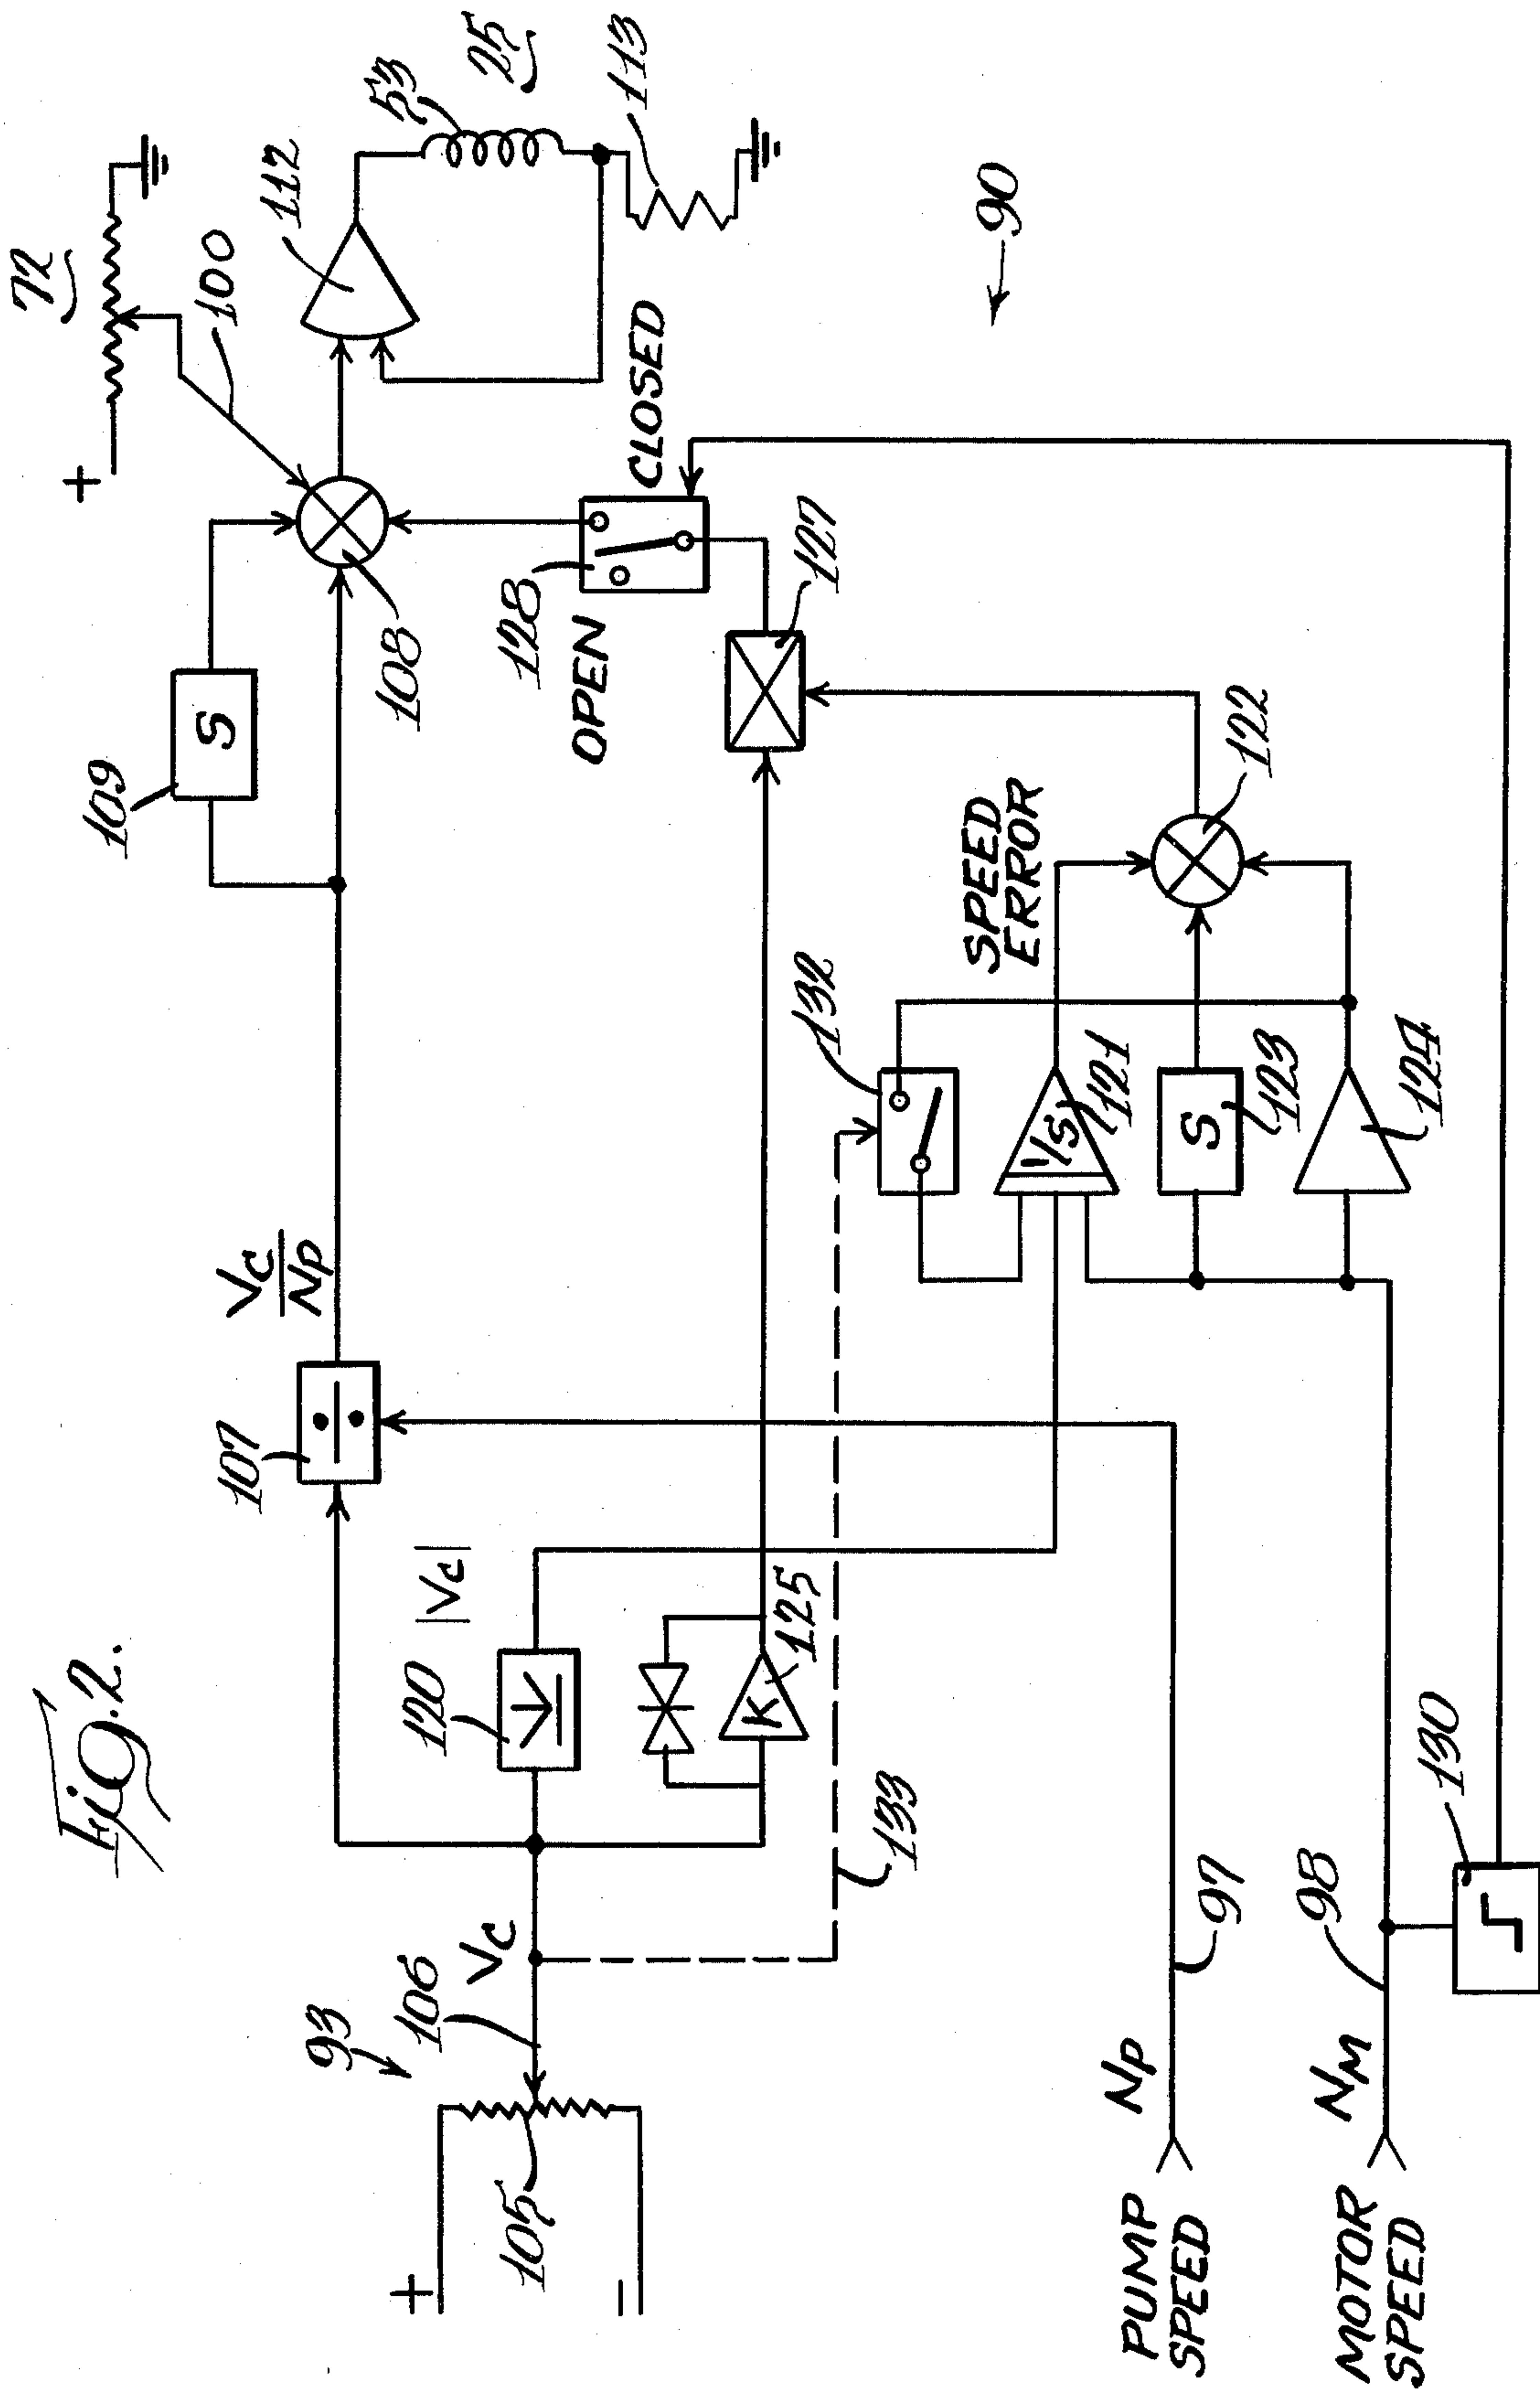 Fig. 2.
72
+
100
112
53
25
113
109
S
108
90
CLOSED
OPEN
128
127
Vc
Np
107
÷
|Vc|
120
K
125
133
132
SPEED
ERROR
122
1/S
121
S
123
124
93
106
Vc
105
+
−
97
Np
PUMP
SPEED
98
NM
MOTOR
SPEED
130